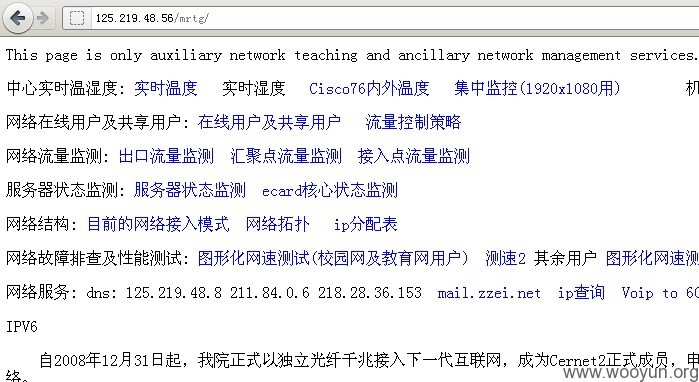 125.219.48.56/mrtg/
This page is only auxiliary network teaching and ancillary network management services.
中心实时温湿度: 实时温度 实时湿度 Cisco76内外温度 集中监控(1920x1080用) 机
网络在线用户及共享用户: 在线用户及共享用户 流量控制策略
网络流量监测: 出口流量监测 汇聚点流量监测 接入点流量监测
服务器状态监测: 服务器状态监测 ecard核心状态监测
网络结构: 目前的网络接入模式 网络拓扑 ip分配表
网络故障排查及性能测试: 图形化网速测试(校园网及教育网用户) 测速2 其余用户 图形化网速测
网络服务: dns: 125.219.48.8 211.84.0.6 218.28.36.153 mail.zzei.net ip查询 Voip to 6
IPV6
自2008年12月31日起，我院正式以独立光纤千兆接入下一代互联网，成为Cernet2正式成员，申
络。
www.wooyun.org